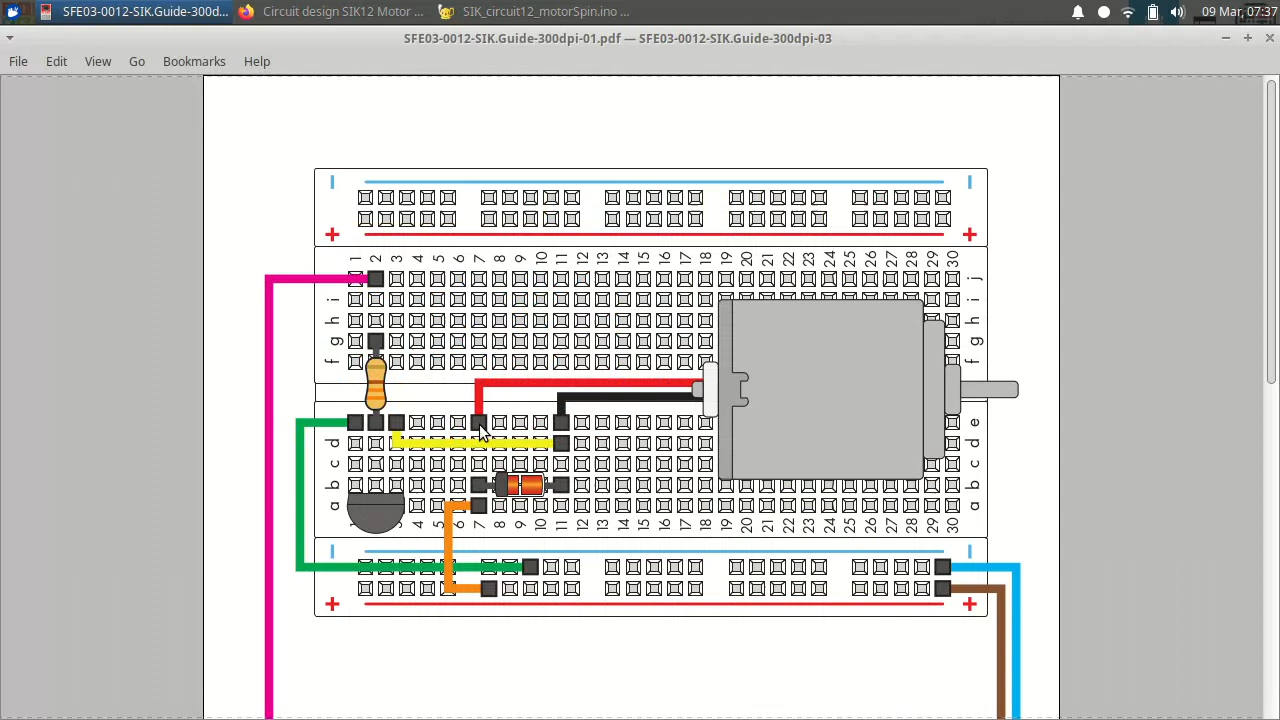 SFE03-0012-SIK.Guide-300d... Circuit design SIK12 Motor ... SIK_circuit12_motorSpin.ino ... 09 Mar, 07:37
SFE03-0012-SIK.Guide-300dpi-01.pdf — SFE03-0012-SIK.Guide-300dpi-03
File Edit View Go Bookmarks Help
+ +
1 2 3 4 5 6 7 8 9 10 11 12 13 14 15 16 17 18 19 20 21 22 23 24 25 26 27 28 29 30
j
i i
h h
g g
f f
e
d d
c c
b b
a a
1 3 4 5 6 7 8 9 10 11 12 13 14 15 16 17 18 19 20 21 22 23 24 25 26 27 28 29 30
+ +